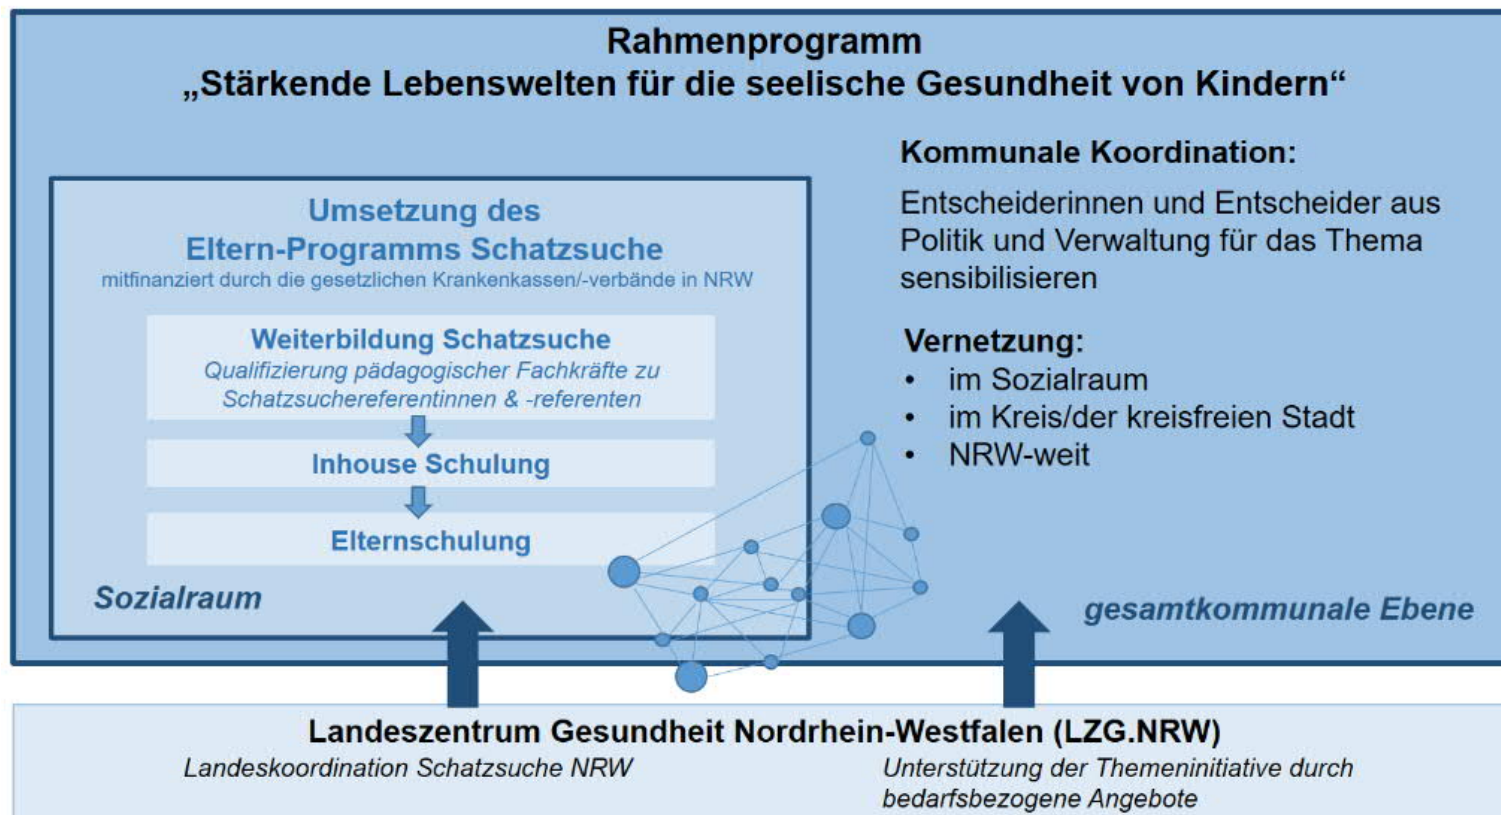 Rahmenprogramm
„Stärkende Lebenswelten für die seelische Gesundheit von Kindern“
Umsetzung des
Eltern-Programms Schatzsuche
mitfinanziert durch die gesetzlichen Krankenkassen/-verbände in NRW
Weiterbildung Schatzsuche
Qualifizierung pädagogischer Fachkräfte zu
Schatzsuchereferentinnen & -referenten
Inhouse Schulung
Elternschulung
Sozialraum
Kommunale Koordination:
Entscheiderinnen und Entscheider aus
Politik und Verwaltung für das Thema
sensibilisieren
Vernetzung:
• im Sozialraum
• im Kreis/der kreisfreien Stadt
• NRW-weit
gesamtkommunale Ebene
Landeszentrum Gesundheit Nordrhein-Westfalen (LZG.NRW)
Landeskoordination Schatzsuche NRW
Unterstützung der Themeninitiative durch
bedarfsbezogene Angebote